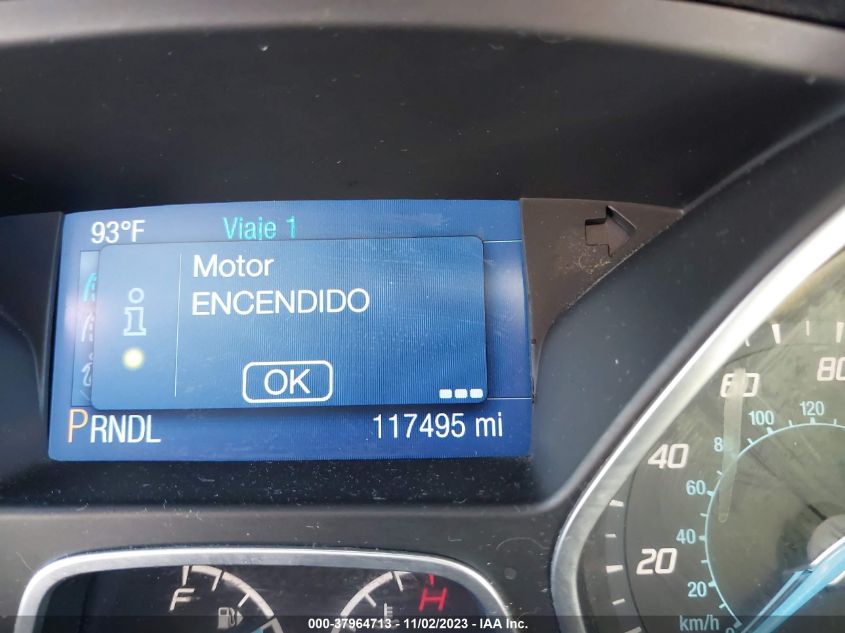 93°F Viaje 1
Motor
ENCENDIDO
OK
PRNDL 117495 mi
80
60
120
100
80
40
60
40
20
20
km/h 0
F H
000-37964713 - 11/02/2023 - IAA Inc.